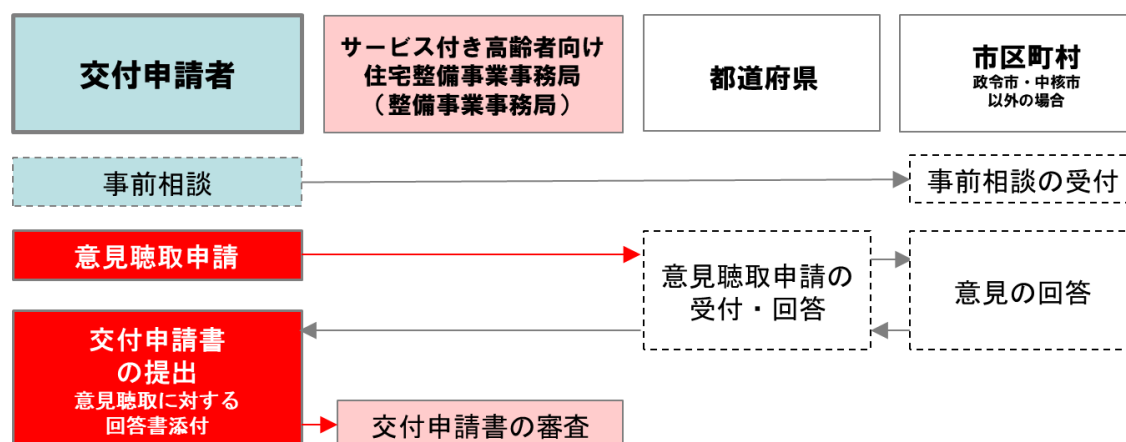 交付申請者
サービス付き高齢者向け
住宅整備事業事務局
（整備事業事務局）
都道府県
市区町村
政令市・中核市
以外の場合
事前相談
事前相談の受付
意見聴取申請
意見聴取申請の
受付・回答
意見の回答
交付申請書
の提出
意見聴取に対する
回答書添付
交付申請書の審査